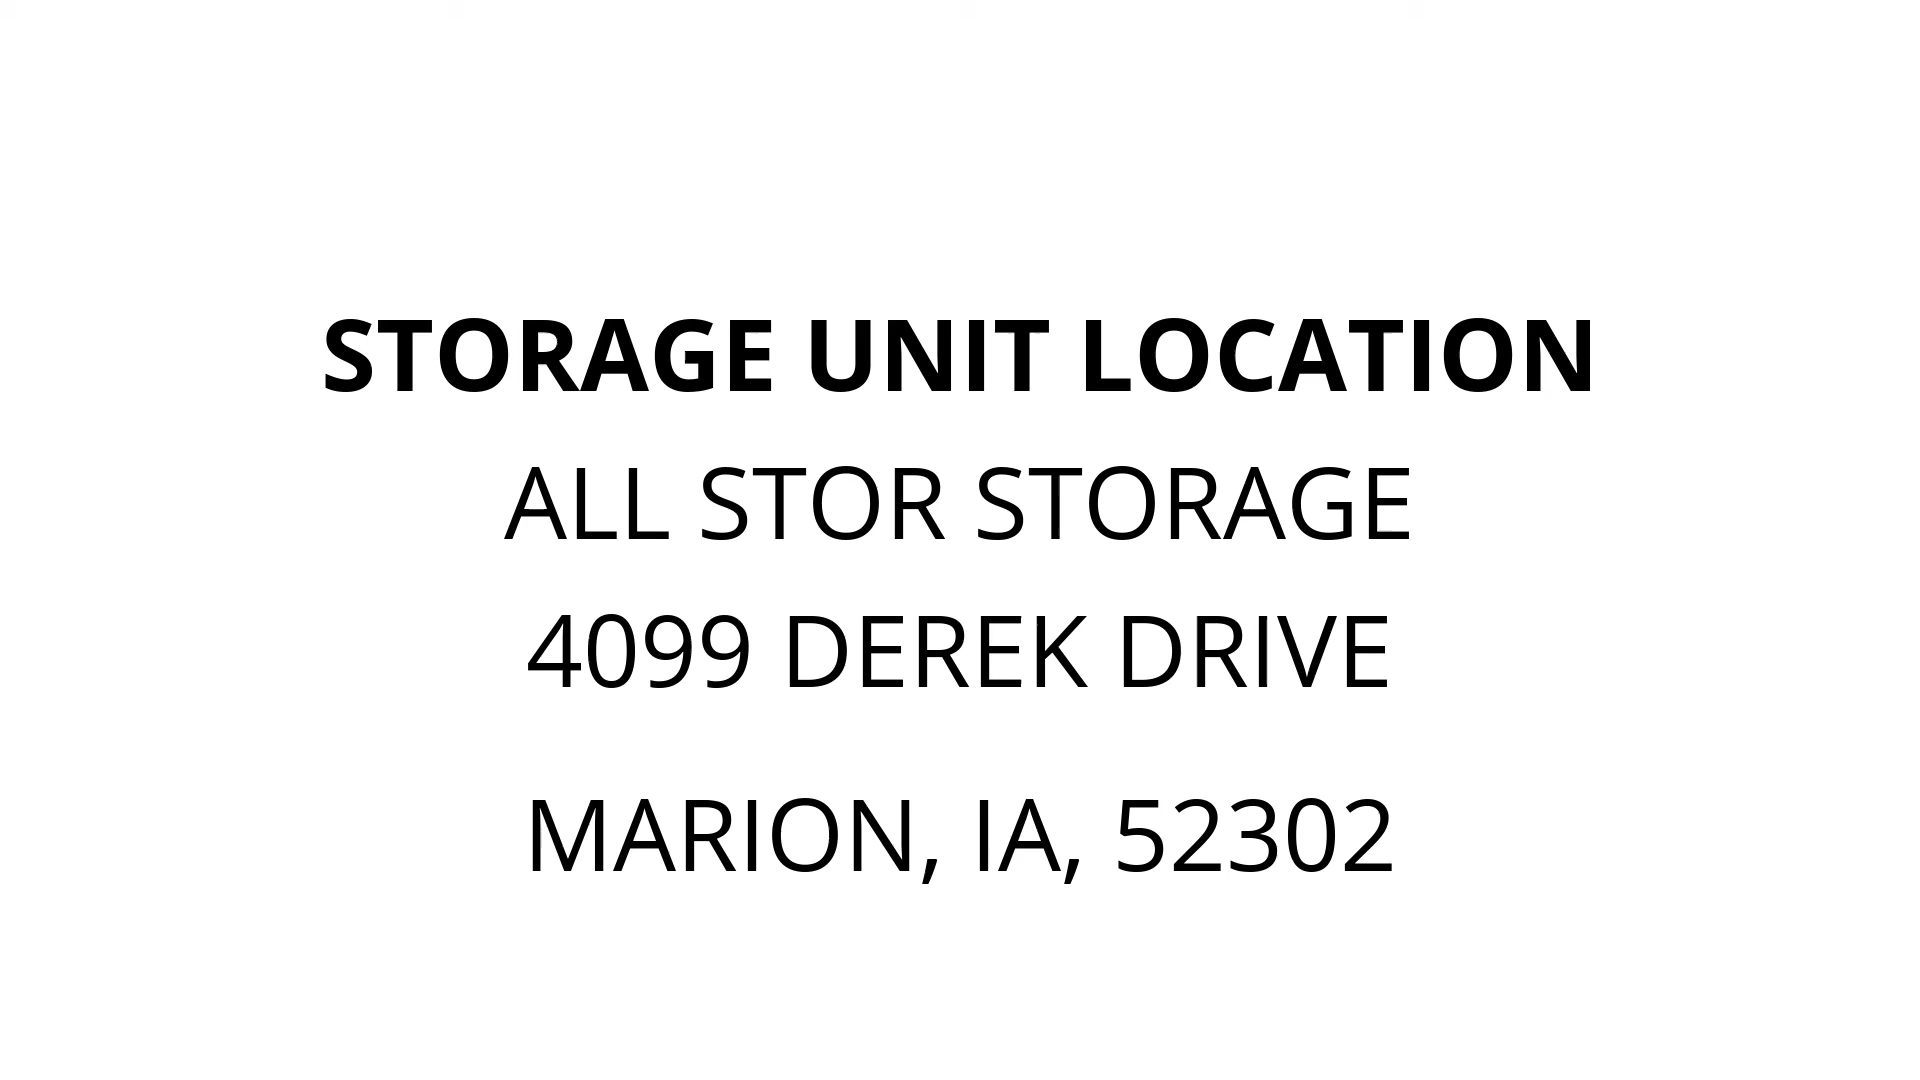 STORAGE UNIT LOCATION
ALL STOR STORAGE
4099 DEREK DRIVE
MARION, IA, 52302